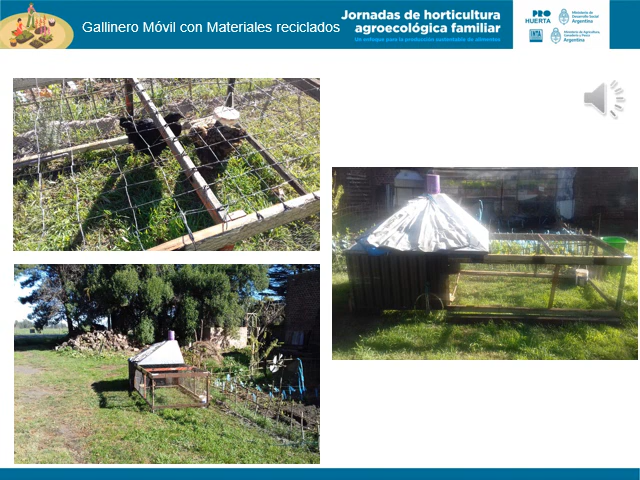 Gallinero Móvil con Materiales reciclados
Jornadas de horticultura
agroecológica familiar
Un enfoque para la producción sustentable de alimentos
PRO
HUERTA
INTA
Ministerio de
Desarrollo Social
Argentina
Ministerio de Agricultura,
Ganadería y Pesca
Argentina